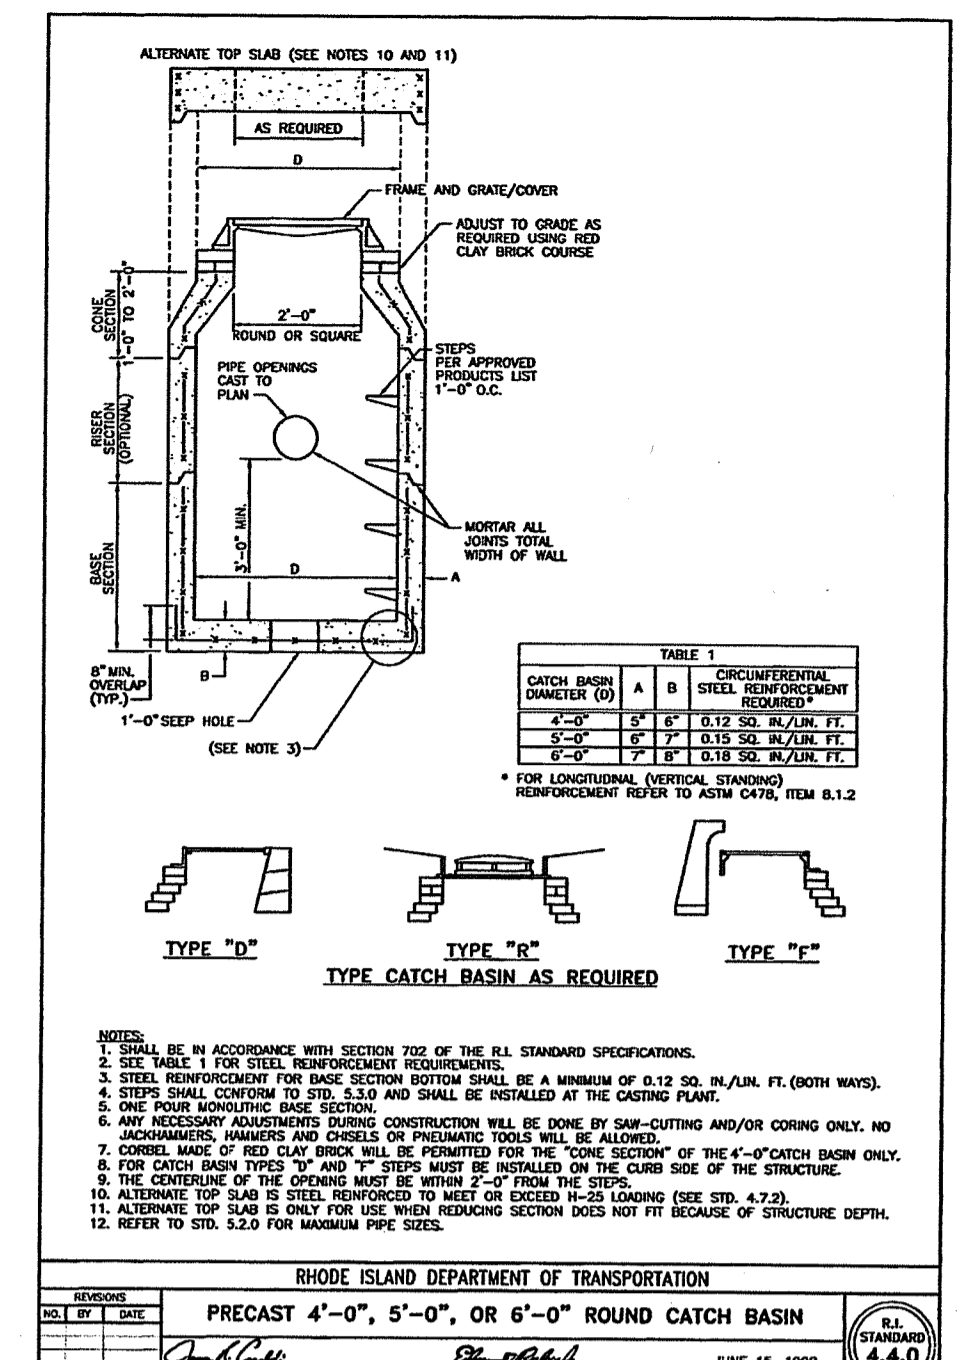 ALTERNATE TOP SLAB (SEE NOTES 10 AND 11)
AS REQUIRED
D
FRAME AND GRATE/COVER
ADJUST TO GRADE AS
REQUIRED USING RED
CLAY BRICK COURSE
CONE
SECTION
1'-0" TO 2'-0"
2'-0"
ROUND OR SQUARE
STEPS
PER APPROVED
PRODUCTS LIST
1'-0" O.C.
PIPE OPENINGS
CAST TO
PLAN
RISER
SECTION
(OPTIONAL)
3'-0" MIN.
MORTAR ALL
JOINTS TOTAL
WIDTH OF WALL
BASE
SECTION
D
A
B
8" MIN.
OVERLAP
(TYP.)
1'-0" SEEP HOLE
(SEE NOTE 3)
TABLE 1
CATCH BASIN
DIAMETER (D)
A
B
CIRCUMFERENTIAL
STEEL REINFORCEMENT
REQUIRED*
4'-0" 5" 6" 0.12 SQ. IN./LIN. FT.
5'-0" 6" 7" 0.15 SQ. IN./LIN. FT.
6'-0" 7" 8" 0.18 SQ. IN./LIN. FT.
* FOR LONGITUDINAL (VERTICAL STANDING)
REINFORCEMENT REFER TO ASTM C478, ITEM 8.1.2
TYPE "D"
TYPE "R"
TYPE "F"
TYPE CATCH BASIN AS REQUIRED
NOTES:
1. SHALL BE IN ACCORDANCE WITH SECTION 702 OF THE R.I. STANDARD SPECIFICATIONS.
2. SEE TABLE 1 FOR STEEL REINFORCEMENT REQUIREMENTS.
3. STEEL REINFORCEMENT FOR BASE SECTION BOTTOM SHALL BE A MINIMUM OF 0.12 SQ. IN./LIN. FT. (BOTH WAYS).
4. STEPS SHALL CONFORM TO STD. 5.3.0 AND SHALL BE INSTALLED AT THE CASTING PLANT.
5. ONE POUR MONOLITHIC BASE SECTION.
6. ANY NECESSARY ADJUSTMENTS DURING CONSTRUCTION WILL BE DONE BY SAW-CUTTING AND/OR CORING ONLY. NO
JACKHAMMERS, HAMMERS AND CHISELS OR PNEUMATIC TOOLS WILL BE ALLOWED.
7. CORBEL MADE OF RED CLAY BRICK WILL BE PERMITTED FOR THE "CONE SECTION" OF THE 4'-0" CATCH BASIN ONLY.
8. FOR CATCH BASIN TYPES "D" AND "F" STEPS MUST BE INSTALLED ON THE CURB SIDE OF THE STRUCTURE.
9. THE CENTERLINE OF THE OPENING MUST BE WITHIN 2'-0" FROM THE STEPS.
10. ALTERNATE TOP SLAB IS STEEL REINFORCED TO MEET OR EXCEED H-25 LOADING (SEE STD. 4.7.2).
11. ALTERNATE TOP SLAB IS ONLY FOR USE WHEN REDUCING SECTION DOES NOT FIT BECAUSE OF STRUCTURE DEPTH.
12. REFER TO STD. 5.2.0 FOR MAXIMUM PIPE SIZES.
RHODE ISLAND DEPARTMENT OF TRANSPORTATION
REVISIONS
NO. BY DATE
PRECAST 4'-0", 5'-0", OR 6'-0" ROUND CATCH BASIN
R.I.
STANDARD
4.4.0
JUNE 15, 1998